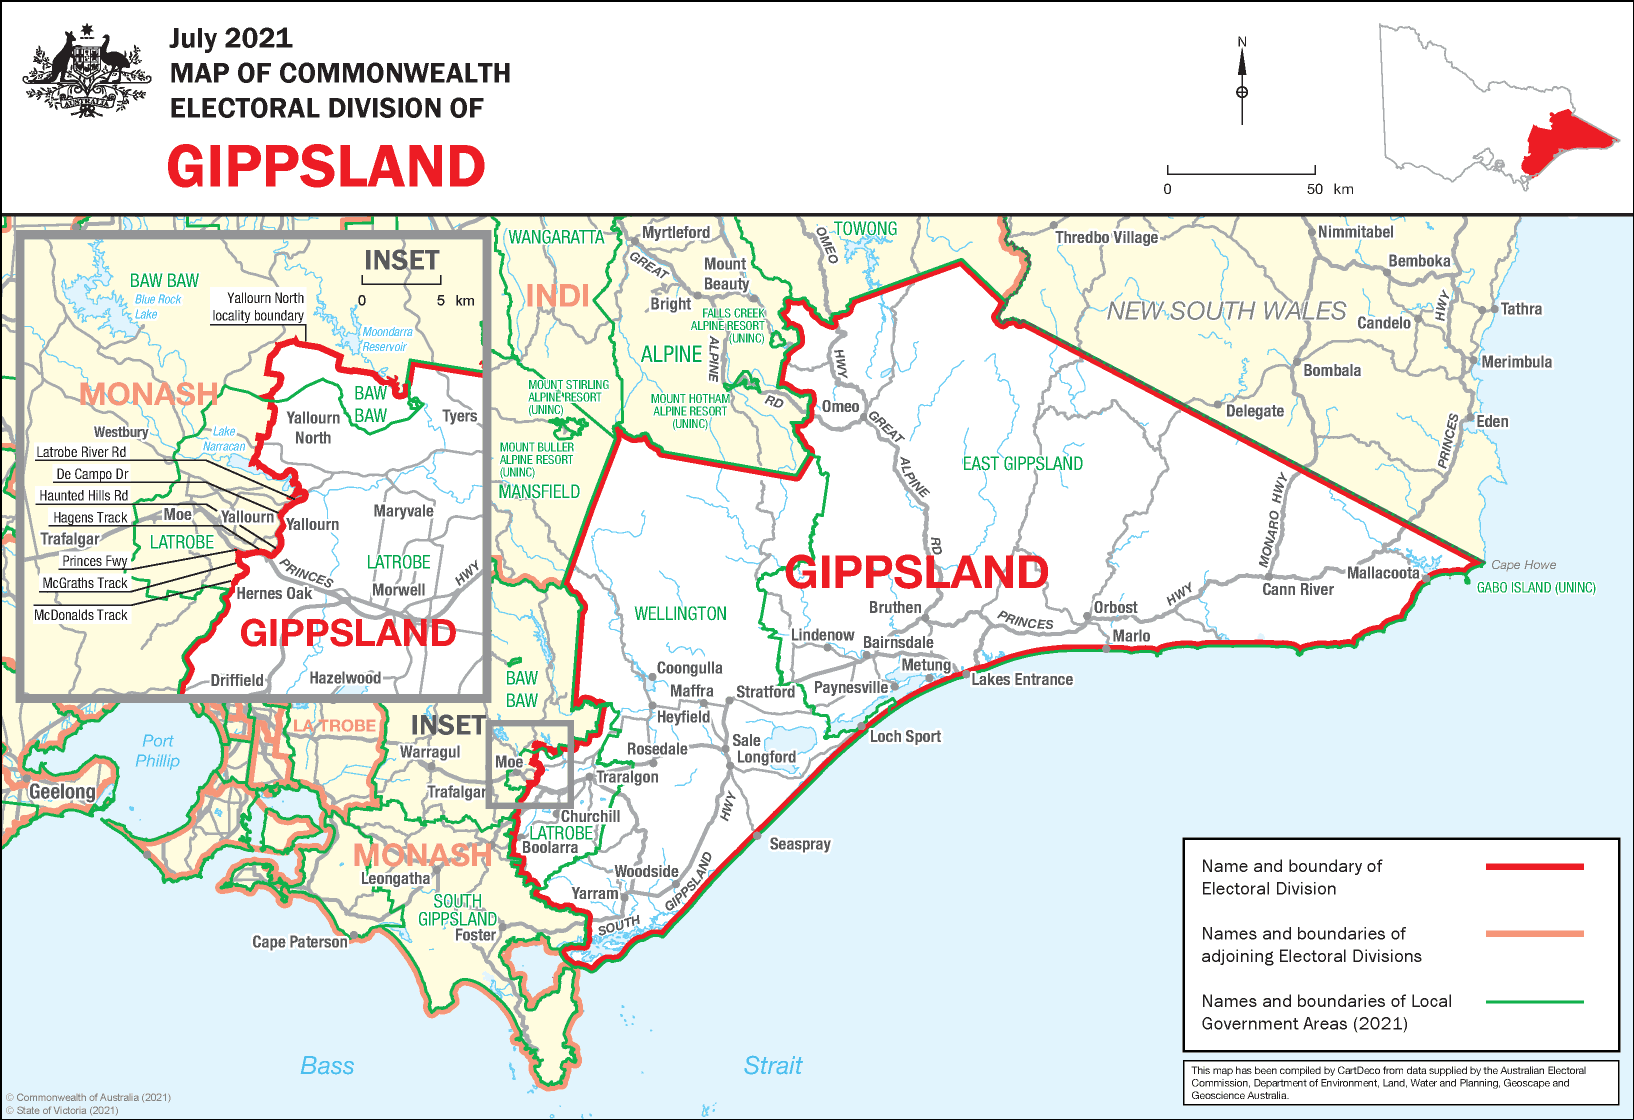 AUSTRALIA
July 2021
MAP OF COMMONWEALTH
ELECTORAL DIVISION OF
GIPPSLAND
N
0 50 km
INSET
0 5 km
BAW BAW
Blue Rock
Lake
Yallourn North
locality boundary
Moondarra
Reservoir
MONASH
BAW
BAW
Yallourn
North
Tyers
Westbury
Lake
Narracan
Latrobe River Rd
De Campo Dr
Haunted Hills Rd
Hagens Track
Moe
Yallourn
Yallourn
Maryvale
Trafalgar
LATROBE
LATROBE
Princes Fwy
McGraths Track
McDonalds Track
PRINCES
HWY
Hernes Oak
Morwell
GIPPSLAND
Driffield
Hazelwood
WANGARATTA
INDI
Myrtleford
GREAT
Mount
Beauty
Bright
OMEO
TOWONG
FALLS CREEK
ALPINE RESORT
(UNINC)
ALPINE
ALPINE
RD
HWY
MOUNT STIRLING
ALPINE RESORT
(UNINC)
MOUNT HOTHAM
ALPINE RESORT
(UNINC)
MOUNT BULLER
ALPINE RESORT
(UNINC)
MANSFIELD
Omeo
GREAT
ALPINE
RD
EAST GIPPSLAND
Thredbo Village
Nimmitabel
Bemboka
NEW SOUTH WALES
HWY
Tathra
Candelo
Merimbula
Bombala
Delegate
Eden
PRINCES
MONARO HWY
GIPPSLAND
Cape Howe
GABO ISLAND (UNINC)
Mallacoota
Cann River
HWY
Orbost
PRINCES
Marlo
Bruthen
WELLINGTON
Lindenow
Bairnsdale
Metung
Lakes Entrance
Paynesville
Loch Sport
Coongulla
Maffra
Stratford
Heyfield
Rosedale
Sale
Longford
BAW
BAW
INSET
LA TROBE
Port
Phillip
Warragul
Moe
Trafalgar
Traralgon
Geelong
Churchill
LATROBE
Boolarra
HWY
Seaspray
MONASH
Leongatha
Woodside
Yarram
GIPPSLAND
SOUTH
SOUTH
GIPPSLAND
Foster
Cape Paterson
Bass
Strait
Name and boundary of
Electoral Division
Names and boundaries of
adjoining Electoral Divisions
Names and boundaries of Local
Government Areas (2021)
This map has been compiled by CartDeco from data supplied by the Australian Electoral
Commission, Department of Environment, Land, Water and Planning, Geoscape and
Geoscience Australia.
© Commonwealth of Australia (2021)
© State of Victoria (2021)